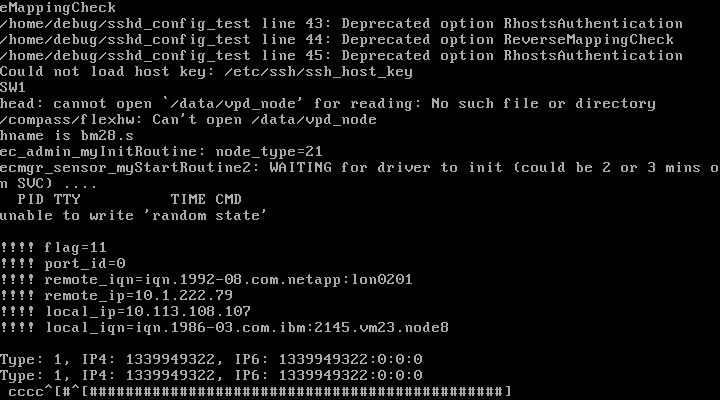 eMappingCheck
/home/debug/sshd_config_test line 43: Deprecated option RhostsAuthentication
/home/debug/sshd_config_test line 44: Deprecated option ReverseMappingCheck
/home/debug/sshd_config_test line 45: Deprecated option RhostsAuthentication
Could not load host key: /etc/ssh/ssh_host_key
SW1
head: cannot open `/data/vpd_node' for reading: No such file or directory
/compass/flexhw: Can't open /data/vpd_node
hname is bm28.s
ec_admin_myInitRoutine: node_type=21
ecmgr_sensor_myStartRoutine2: WAITING for driver to init (could be 2 or 3 mins o
n SVC) ....
  PID TTY          TIME CMD
unable to write 'random state'

!!!! flag=11
!!!! port_id=0
!!!! remote_iqn=iqn.1992-08.com.netapp:lon0201
!!!! remote_ip=10.1.222.79
!!!! local_ip=10.113.108.107
!!!! local_iqn=iqn.1986-03.com.ibm:2145.vm23.node8

Type: 1, IP4: 1339949322, IP6: 1339949322:0:0:0
Type: 1, IP4: 1339949322, IP6: 1339949322:0:0:0
 cccc^[#^[##############################################]